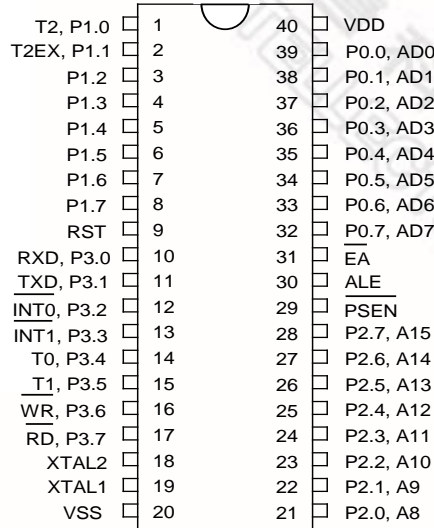 T2, P1.0 1 40 VDD
T2EX, P1.1 2 39 P0.0, AD0
P1.2 3 38 P0.1, AD1
P1.3 4 37 P0.2, AD2
P1.4 5 36 P0.3, AD3
P1.5 6 35 P0.4, AD4
P1.6 7 34 P0.5, AD5
P1.7 8 33 P0.6, AD6
RST 9 32 P0.7, AD7
RXD, P3.0 10 31 EA
TXD, P3.1 11 30 ALE
INT0, P3.2 12 29 PSEN
INT1, P3.3 13 28 P2.7, A15
T0, P3.4 14 27 P2.6, A14
T1, P3.5 15 26 P2.5, A13
WR, P3.6 16 25 P2.4, A12
RD, P3.7 17 24 P2.3, A11
XTAL2 18 23 P2.2, A10
XTAL1 19 22 P2.1, A9
VSS 20 21 P2.0, A8